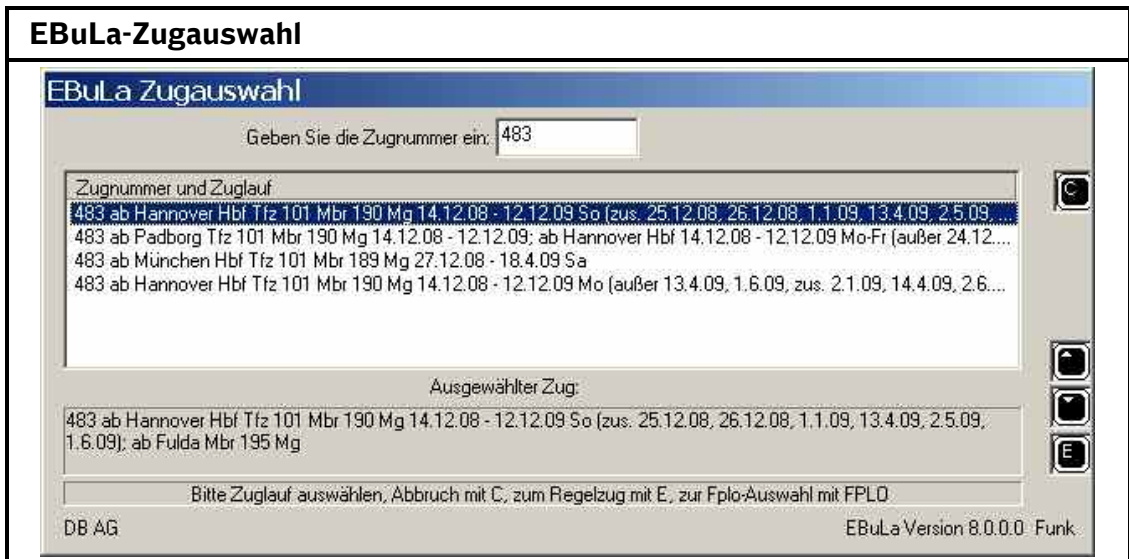 EBuLa-Zugauswahl
EBuLa Zugauswahl
Geben Sie die Zugnummer ein: 483
Zugnummer und Zuglauf
483 ab Hannover Hbf Tfz 101 Mbr 190 Mg 14.12.08 - 12.12.09 So (zus. 25.12.08, 26.12.08, 1.1.09, 13.4.09, 2.5.09, ...
483 ab Padborg Tfz 101 Mbr 190 Mg 14.12.08 - 12.12.09; ab Hannover Hbf 14.12.08 - 12.12.09 Mo-Fr (außer 24.12....
483 ab München Hbf Tfz 101 Mbr 189 Mg 27.12.08 - 18.4.09 Sa
483 ab Hannover Hbf Tfz 101 Mbr 190 Mg 14.12.08 - 12.12.09 Mo (außer 13.4.09, 1.6.09, zus. 2.1.09, 14.4.09, 2.6....
C
Ausgewählter Zug:
483 ab Hannover Hbf Tfz 101 Mbr 190 Mg 14.12.08 - 12.12.09 So (zus. 25.12.08, 26.12.08, 1.1.09, 13.4.09, 2.5.09,
1.6.09); ab Fulda Mbr 195 Mg
E
Bitte Zuglauf auswählen, Abbruch mit C, zum Regelzug mit E, zur Fplo-Auswahl mit FPLO
DB AG
EBuLa Version 8.0.0.0 Funk